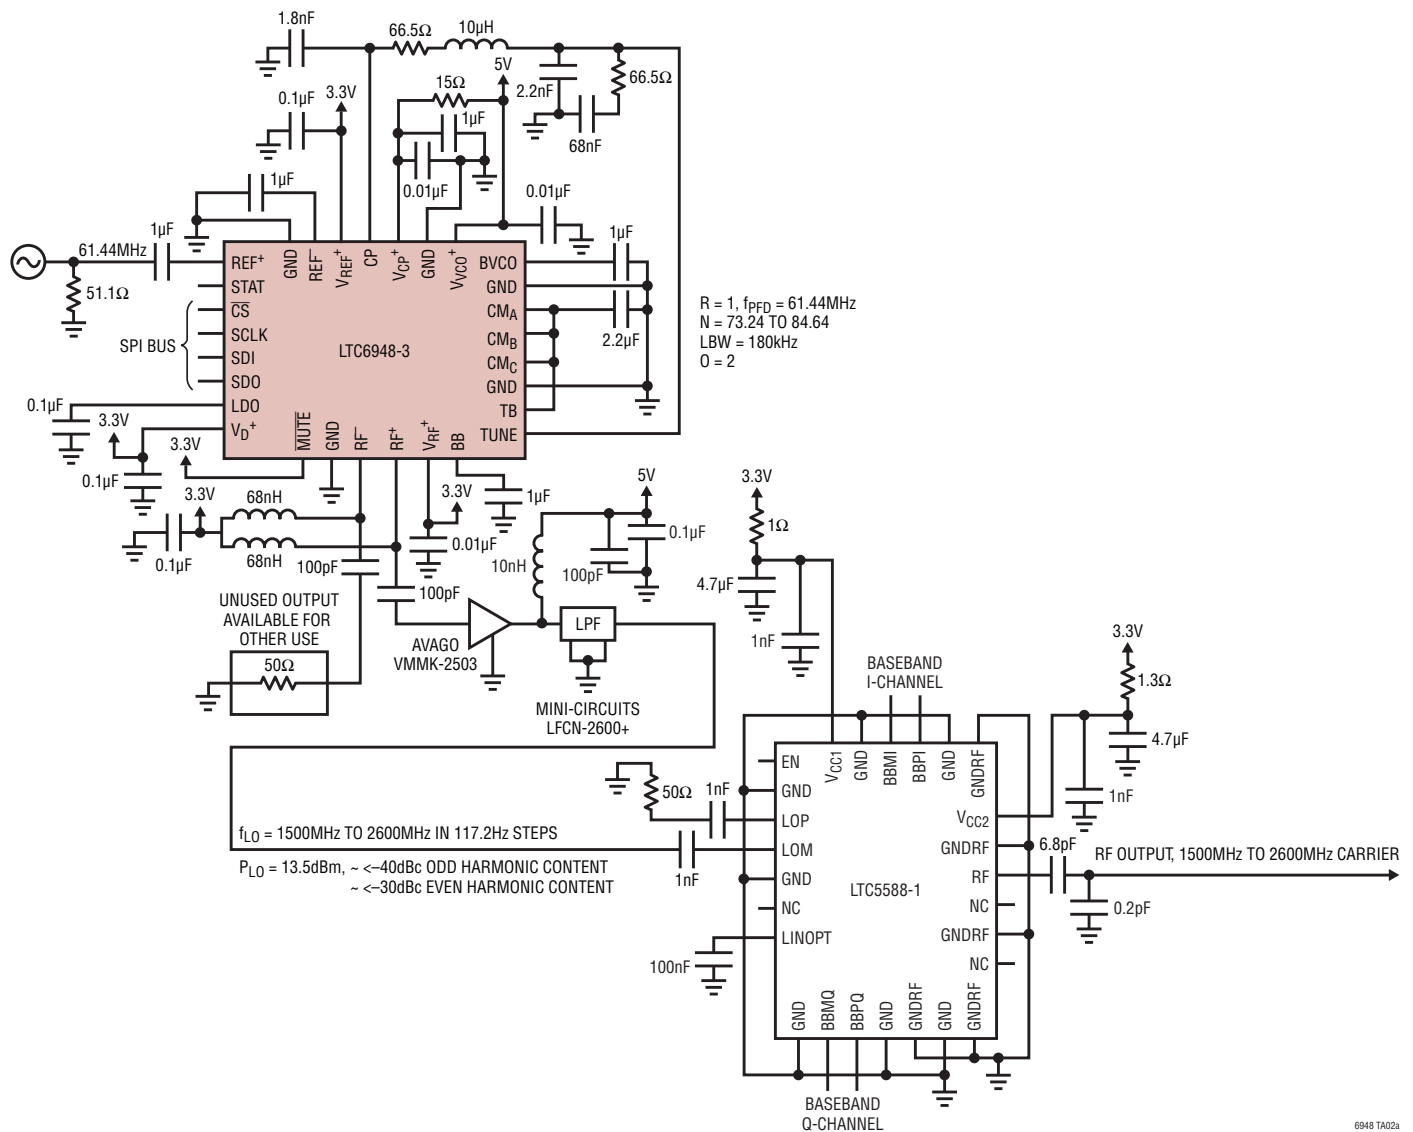 1.8nF
66.5Ω
10µH
5V
15Ω
2.2nF
66.5Ω
0.1µF
3.3V
1µF
68nF
0.01µF
1µF
0.01µF
1µF
61.44MHz
1µF
51.1Ω
REF+
GND
REF–
VREF+
CP
VCP+
GND
VVCO+
BVCO
STAT
GND
CS
CMA
2.2µF
SCLK
CMB
SPI BUS
LTC6948-3
SDI
CMC
SDO
GND
LDO
TB
VD+
TUNE
MUTE
GND
RF–
RF+
VRF+
BB
R = 1, fPFD = 61.44MHz
N = 73.24 TO 84.64
LBW = 180kHz
O = 2
0.1µF
3.3V
3.3V
0.1µF
3.3V
68nH
68nH
0.1µF
100pF
100pF
3.3V
0.01µF
1µF
5V
0.1µF
10nH
100pF
UNUSED OUTPUT
AVAILABLE FOR
OTHER USE
50Ω
AVAGO
VMMK-2503
LPF
MINI-CIRCUITS
LFCN-2600+
3.3V
1Ω
4.7µF
1nF
BASEBAND
I-CHANNEL
3.3V
1.3Ω
4.7µF
1nF
50Ω
1nF
1nF
fLO = 1500MHz TO 2600MHz IN 117.2Hz STEPS
PLO = 13.5dBm, ~ <–40dBc ODD HARMONIC CONTENT
~ <–30dBc EVEN HARMONIC CONTENT
EN
VCC1
GND
BBMI
BBPI
GND
GNDRF
GND
VCC2
LOP
GNDRF
LOM
RF
GND
LTC5588-1
NC
NC
GNDRF
LINOPT
NC
GND
BBMQ
BBPQ
GND
GNDRF
GND
GNDRF
6.8pF
RF OUTPUT, 1500MHz TO 2600MHz CARRIER
0.2pF
100nF
BASEBAND
Q-CHANNEL
6948 TA02a